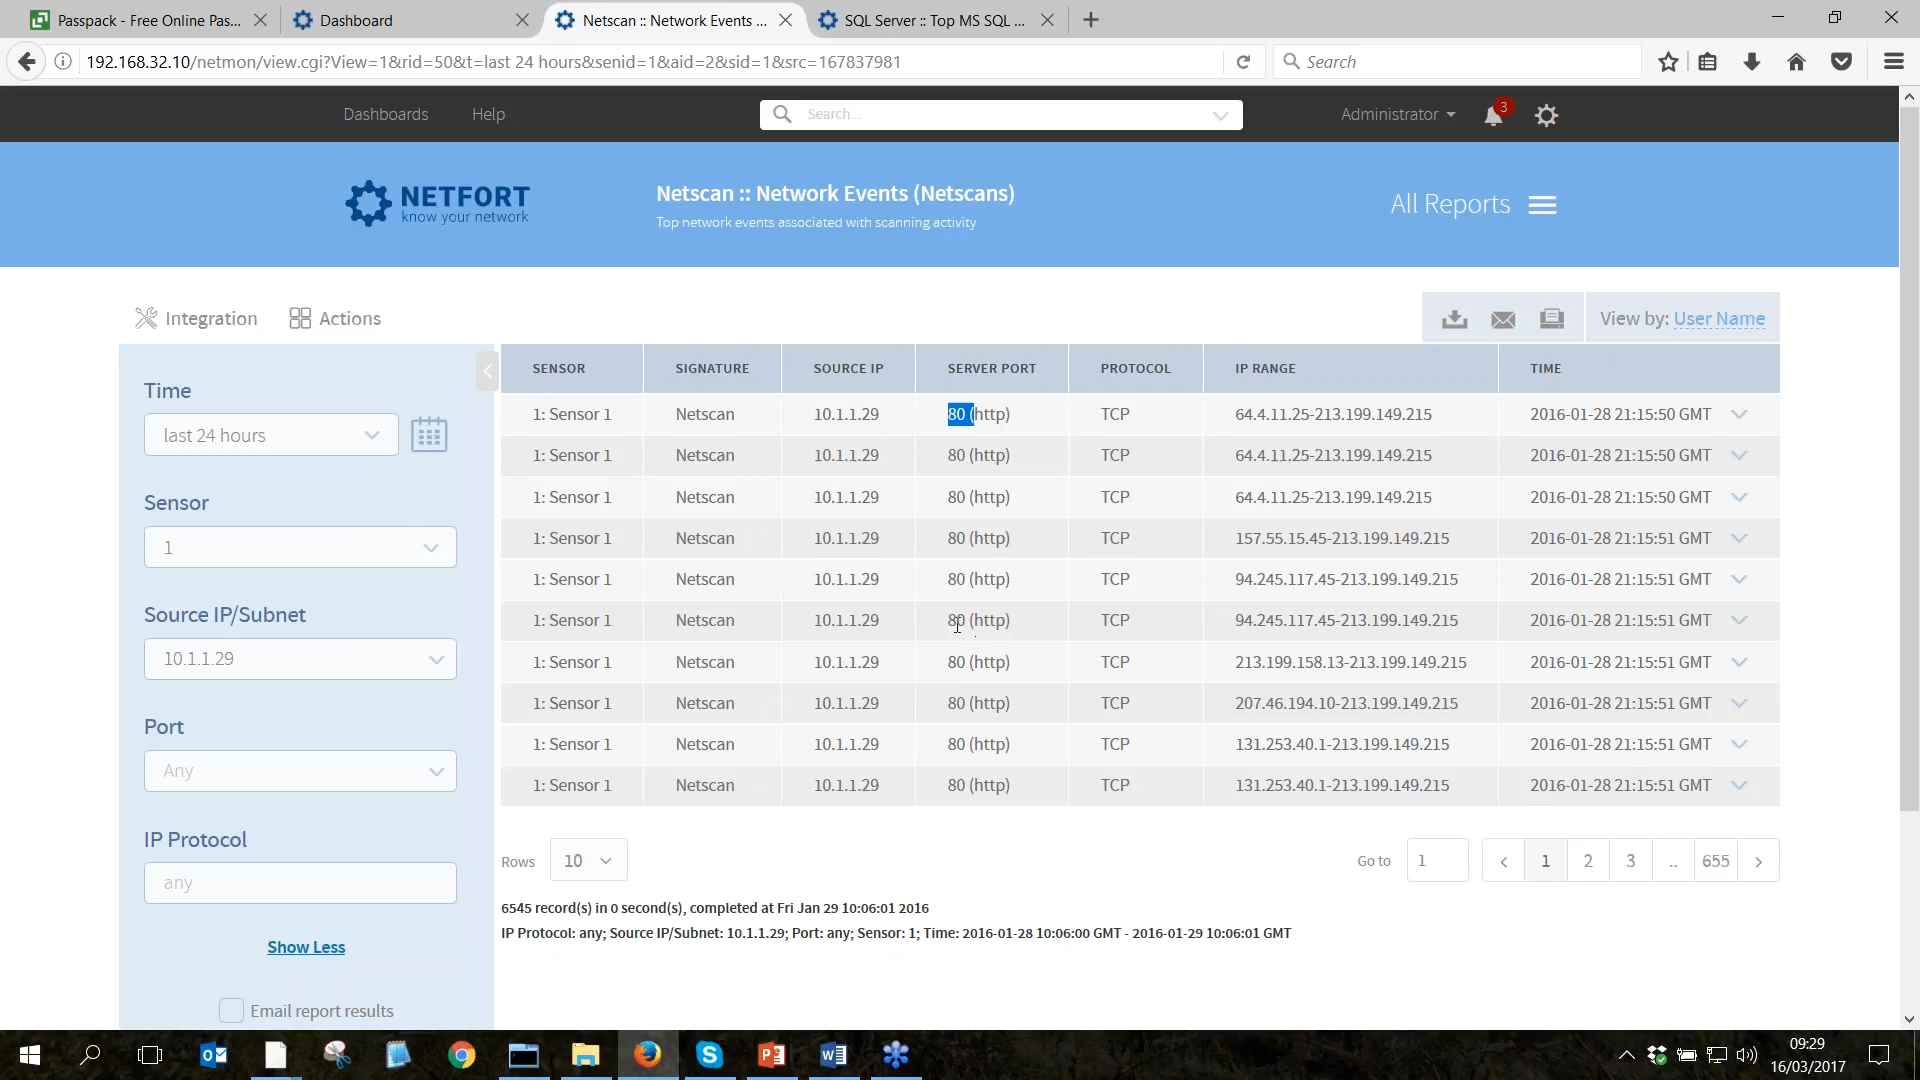 Passpack - Free Online Pas...
Dashboard
Netscan :: Network Events ...
SQL Server :: Top MS SQL ...
192.168.32.10/netmon/view.cgi?View=1&rid=50&t=last 24 hours&senid=1&aid=2&sid=1&src=167837981
Search
Dashboards
Help
Search ..
Administrator
3
NETFORT
know your network
Netscan :: Network Events (Netscans)
Top network events associated with scanning activity
All Reports
Integration
Actions
View by: User Name
Time
last 24 hours
Sensor
1
Source IP/Subnet
10.1.1.29
Port
Any
IP Protocol
any
Show Less
Email report results
SENSOR SIGNATURE SOURCE IP SERVER PORT PROTOCOL IP RANGE TIME
1: Sensor 1 Netscan 10.1.1.29 80 (http) TCP 64.4.11.25-213.199.149.215 2016-01-28 21:15:50 GMT
1: Sensor 1 Netscan 10.1.1.29 80 (http) TCP 64.4.11.25-213.199.149.215 2016-01-28 21:15:50 GMT
1: Sensor 1 Netscan 10.1.1.29 80 (http) TCP 64.4.11.25-213.199.149.215 2016-01-28 21:15:50 GMT
1: Sensor 1 Netscan 10.1.1.29 80 (http) TCP 157.55.15.45-213.199.149.215 2016-01-28 21:15:51 GMT
1: Sensor 1 Netscan 10.1.1.29 80 (http) TCP 94.245.117.45-213.199.149.215 2016-01-28 21:15:51 GMT
1: Sensor 1 Netscan 10.1.1.29 80 (http) TCP 94.245.117.45-213.199.149.215 2016-01-28 21:15:51 GMT
1: Sensor 1 Netscan 10.1.1.29 80 (http) TCP 213.199.158.13-213.199.149.215 2016-01-28 21:15:51 GMT
1: Sensor 1 Netscan 10.1.1.29 80 (http) TCP 207.46.194.10-213.199.149.215 2016-01-28 21:15:51 GMT
1: Sensor 1 Netscan 10.1.1.29 80 (http) TCP 131.253.40.1-213.199.149.215 2016-01-28 21:15:51 GMT
1: Sensor 1 Netscan 10.1.1.29 80 (http) TCP 131.253.40.1-213.199.149.215 2016-01-28 21:15:51 GMT
Rows 10
Go to 1 < 1 2 3 .. 655 >
6545 record(s) in 0 second(s), completed at Fri Jan 29 10:06:01 2016
IP Protocol: any; Source IP/Subnet: 10.1.1.29; Port: any; Sensor: 1; Time: 2016-01-28 10:06:00 GMT - 2016-01-29 10:06:01 GMT
09:29
16/03/2017